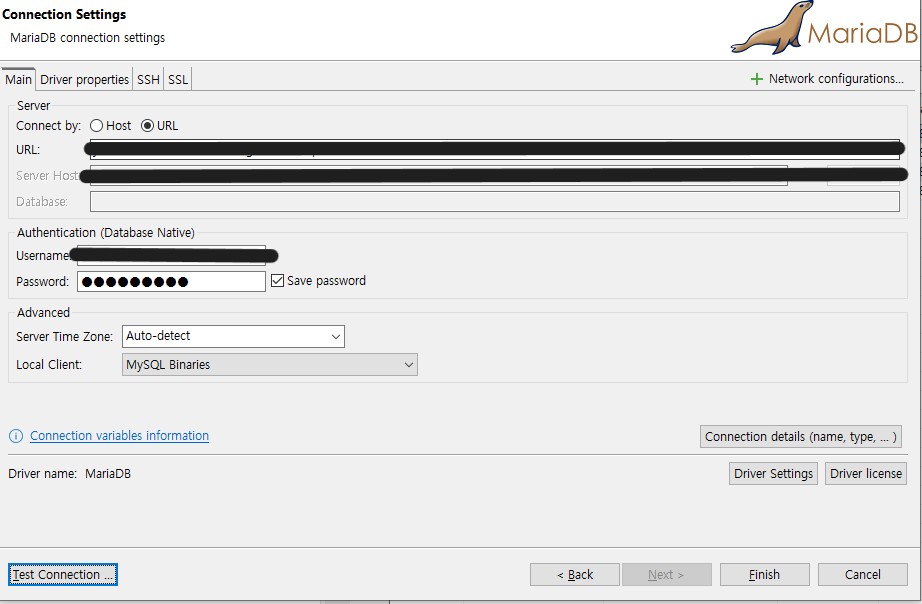 Connection Settings
MariaDB connection settings
MariaDB
Main Driver properties SSH SSL
Network configurations...
Server
Connect by: Host URL
URL:
Server Host
Database:
Authentication (Database Native)
Username
Password: ●●●●●●●●● Save password
Advanced
Server Time Zone: Auto-detect
Local Client: MySQL Binaries
Connection variables information
Connection details (name, type, ... )
Driver name: MariaDB
Driver Settings Driver license
Test Connection ... < Back Next > Finish Cancel